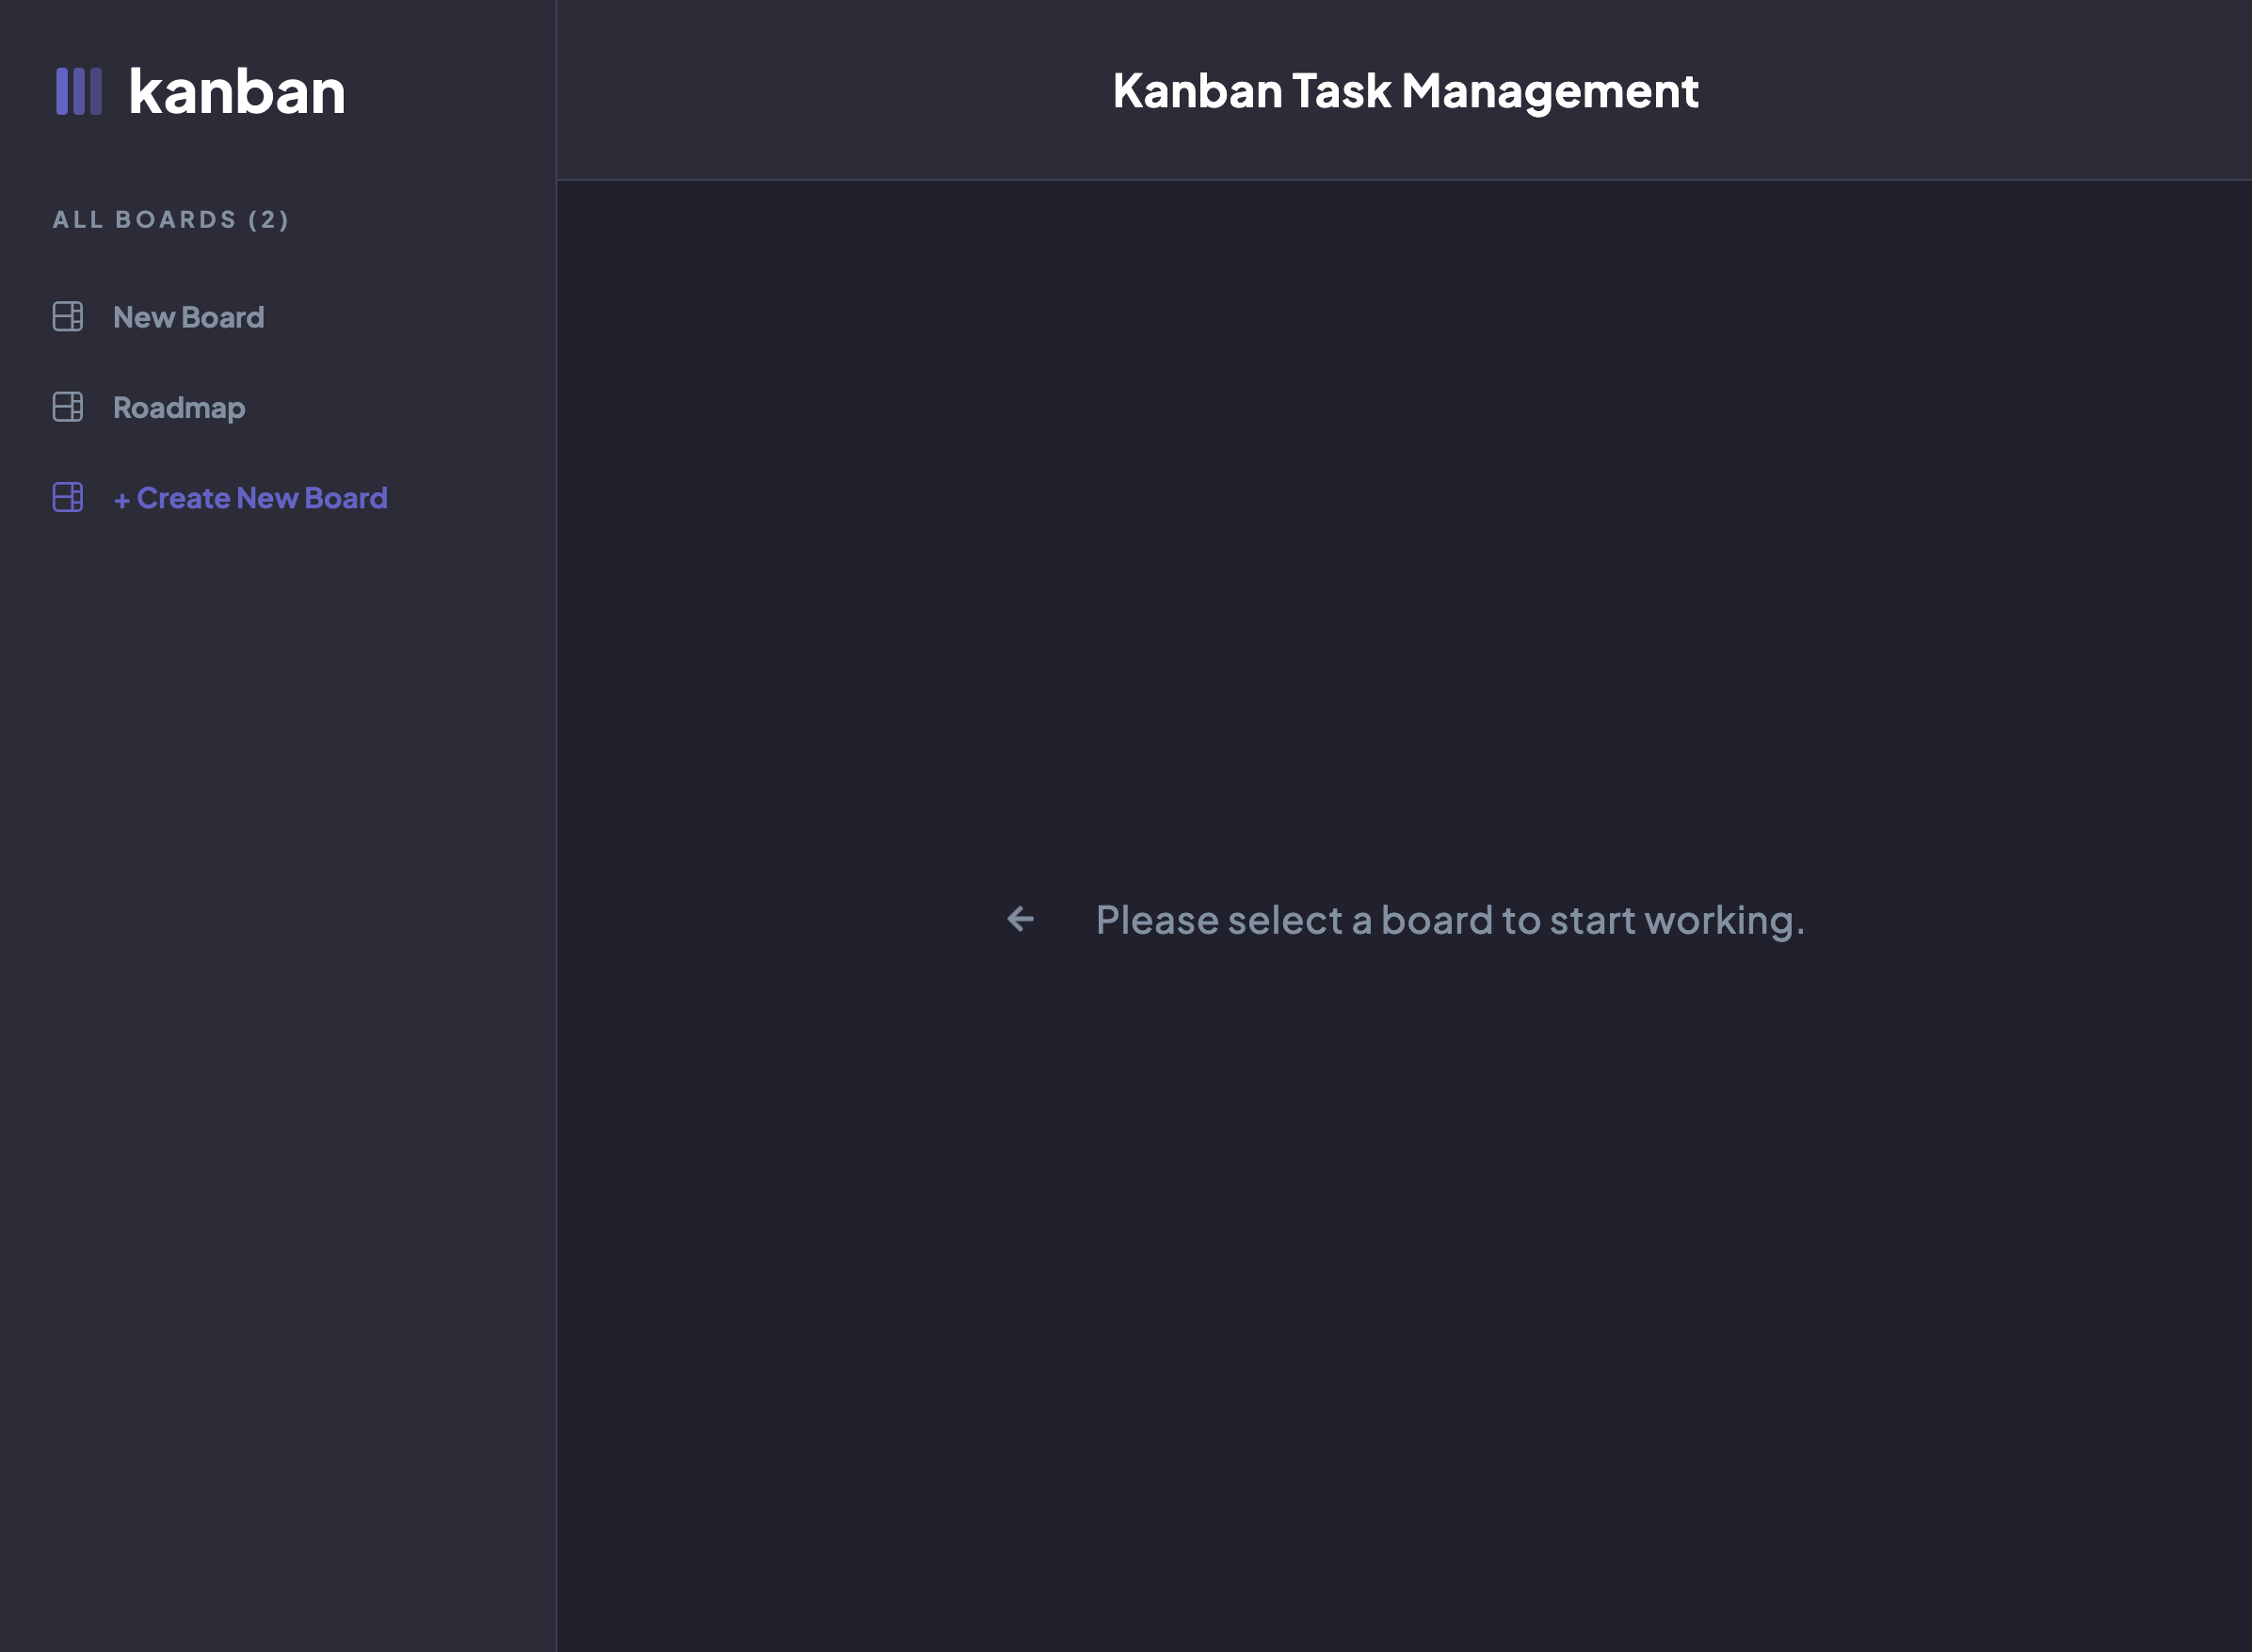 kanban
Kanban Task Management
ALL BOARDS (2)
New Board
Roadmap
+ Create New Board
Please select a board to start working.